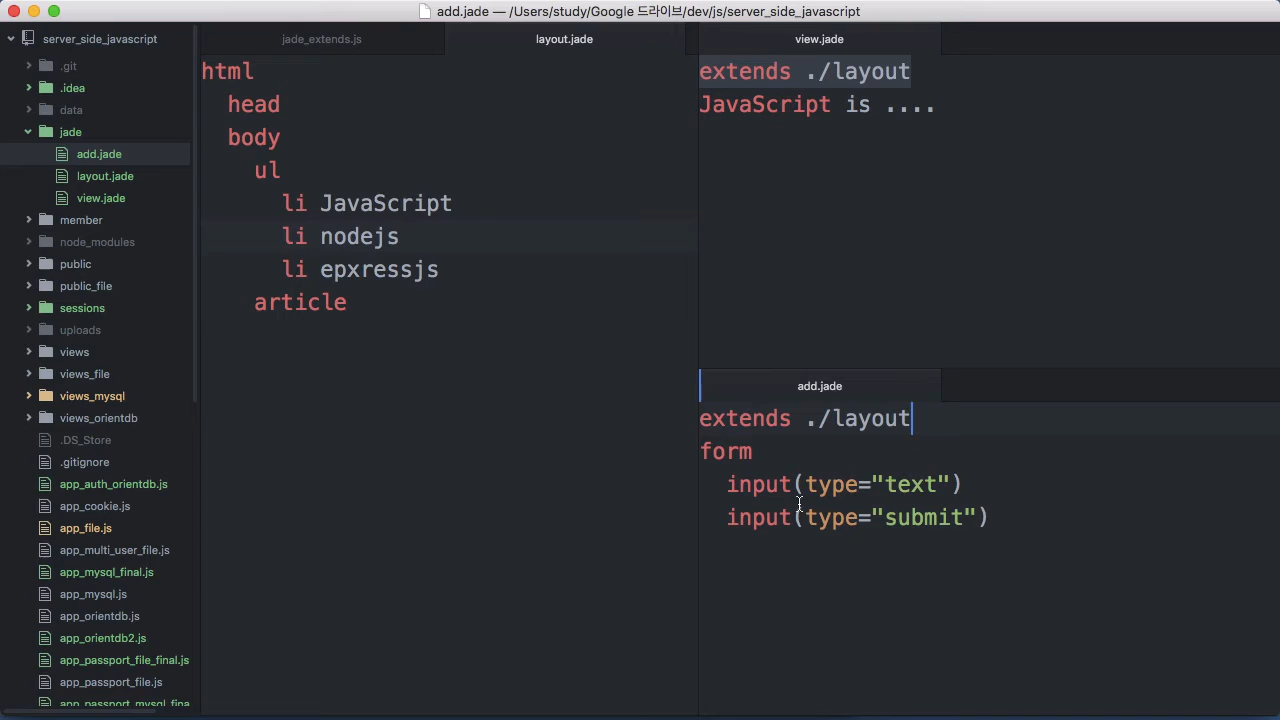 add.jade — /Users/study/Google 드라이브/dev/js/server_side_javascript
server_side_javascript
.git
.idea
data
jade
add.jade
layout.jade
view.jade
member
node_modules
public
public_file
sessions
uploads
views
views_file
views_mysql
views_orientdb
.DS_Store
.gitignore
app_auth_orientdb.js
app_cookie.js
app_file.js
app_multi_user_file.js
app_mysql_final.js
app_mysql.js
app_orientdb.js
app_orientdb2.js
app_passport_file_final.js
app_passport_file.js
app_passport_mysql_fina
jade_extends.js
layout.jade
html
head
body
ul
li JavaScript
li nodejs
li epxressjs
article
view.jade
extends ./layout
JavaScript is ....
add.jade
extends ./layout
form
input(type="text")
input(type="submit")